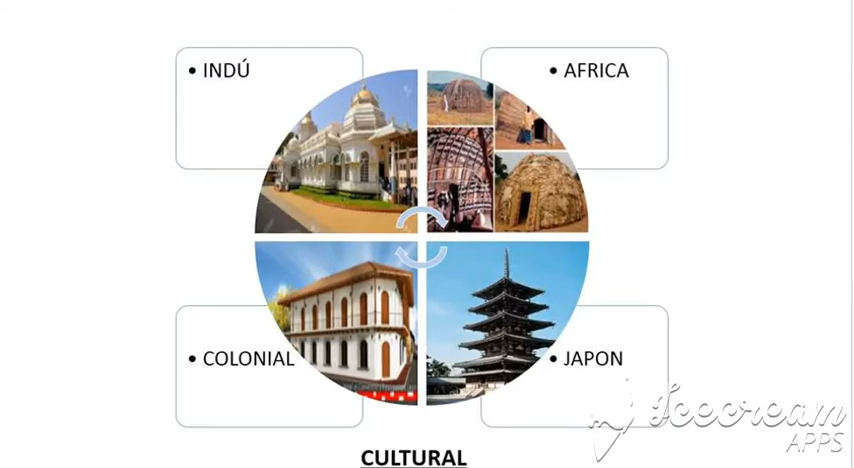 • INDÚ
• AFRICA
• COLONIAL
• JAPON
CULTURAL
Icecream
APPS